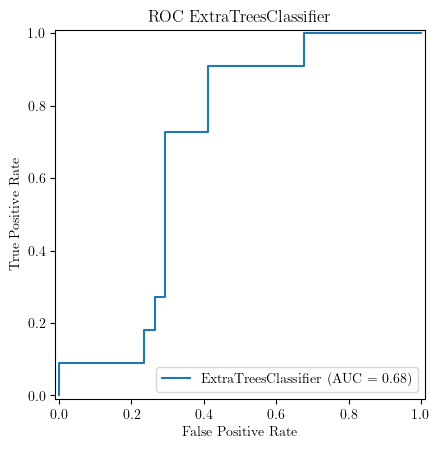 ROC ExtraTreesClassifier
1.0
0.8
0.6
0.4
0.2
0.0
True Positive Rate
ExtraTreesClassifier (AUC = 0.68)
0.0 0.2 0.4 0.6 0.8 1.0
False Positive Rate